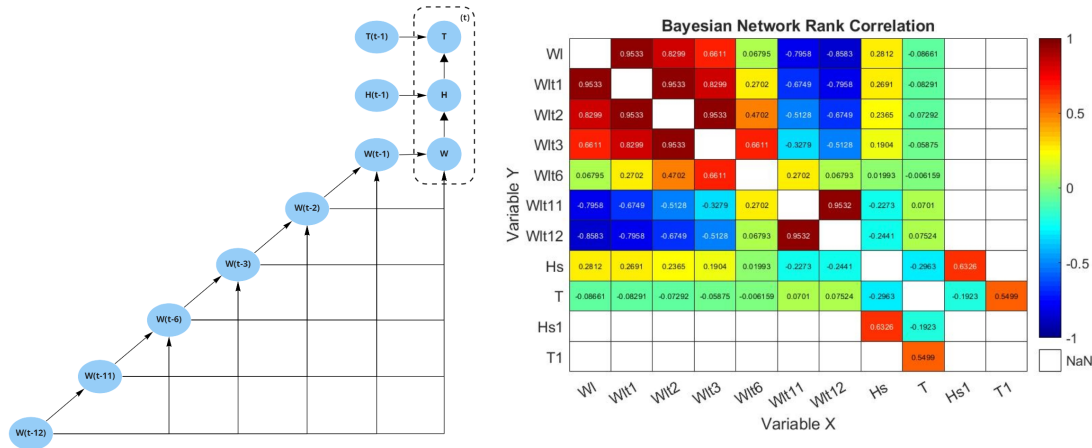 (t)
T(t-1)
T
H(t-1)
H
W(t-1)
W
W(t-2)
W(t-3)
W(t-6)
W(t-11)
W(t-12)
Bayesian Network Rank Correlation
Variable Y
Wl 0.9533 0.8299 0.6611 0.06795 -0.7958 -0.8583 0.2812 -0.08661
Wlt1 0.9533 0.9533 0.8299 0.2702 -0.6749 -0.7958 0.2691 -0.08291
Wlt2 0.8299 0.9533 0.9533 0.4702 -0.5128 -0.6749 0.2365 -0.07292
Wlt3 0.6611 0.8299 0.9533 0.6611 -0.3279 -0.5128 0.1904 -0.05875
Wlt6 0.06795 0.2702 0.4702 0.6611 0.2702 0.06793 0.01993 -0.006159
Wlt11 -0.7958 -0.6749 -0.5128 -0.3279 0.2702 0.9532 -0.2273 0.0701
Wlt12 -0.8583 -0.7958 -0.6749 -0.5128 0.06793 0.9532 -0.2441 0.07524
Hs 0.2812 0.2691 0.2365 0.1904 0.01993 -0.2273 -0.2441 -0.2963 0.6326
T -0.08661 -0.08291 -0.07292 -0.05875 -0.006159 0.0701 0.07524 -0.2963 -0.1923 0.5499
Hs1 0.6326 -0.1923
T1 0.5499
Wl Wlt1 Wlt2 Wlt3 Wlt6 Wlt11 Wlt12 Hs T Hs1 T1
Variable X
1
0.5
0
-0.5
-1
NaN